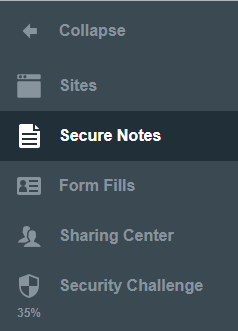 Collapse
Sites
Secure Notes
Form Fills
Sharing Center
Security Challenge
35%